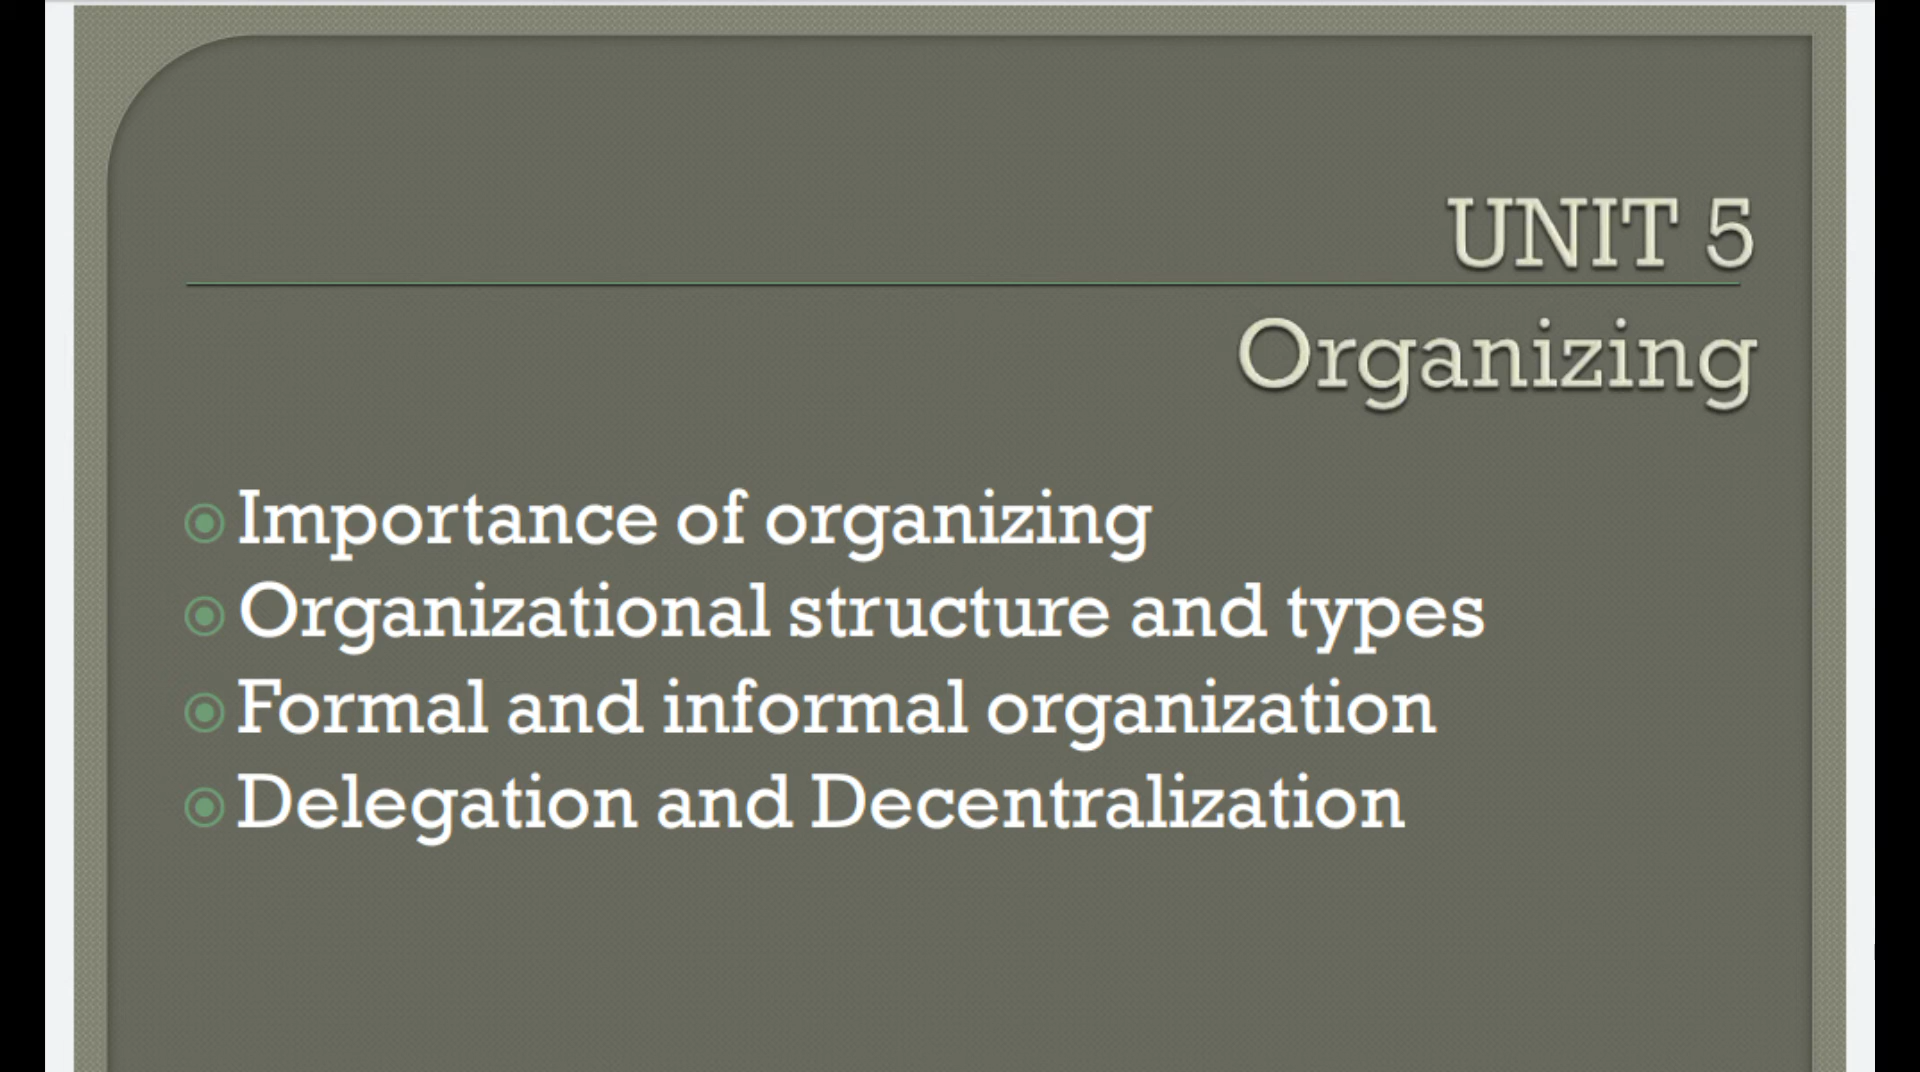 UNIT 5
Organizing
Importance of organizing
Organizational structure and types
Formal and informal organization
Delegation and Decentralization